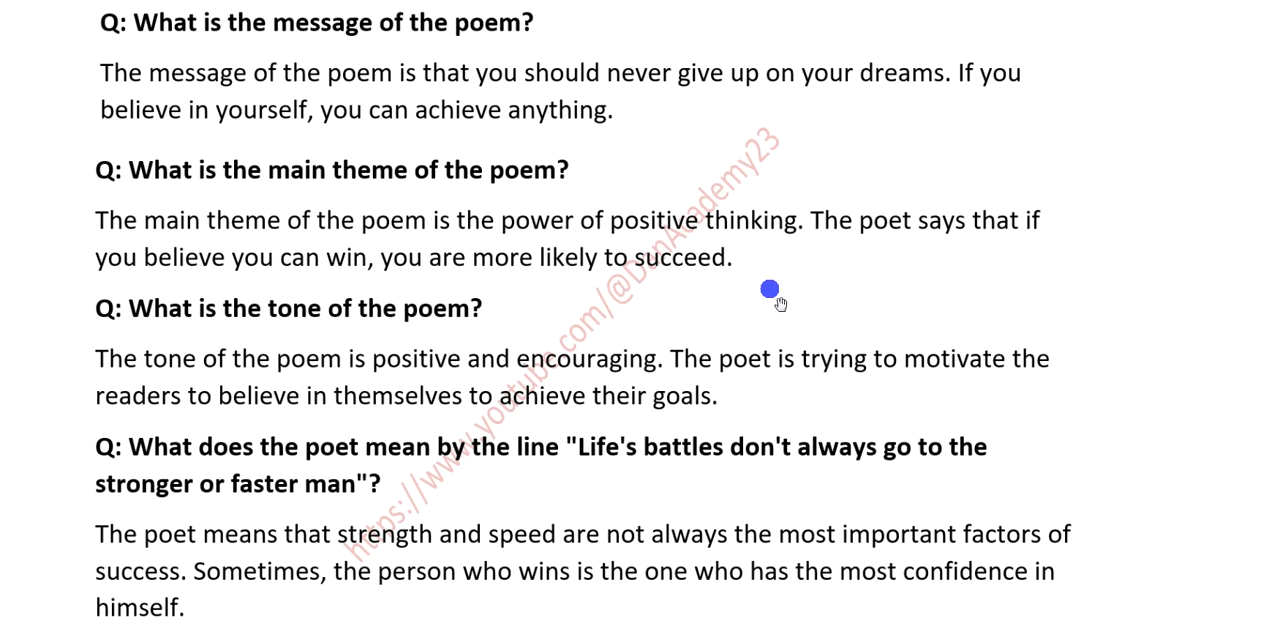 Q: What is the message of the poem?
The message of the poem is that you should never give up on your dreams. If you
believe in yourself, you can achieve anything.
Q: What is the main theme of the poem?
The main theme of the poem is the power of positive thinking. The poet says that if
you believe you can win, you are more likely to succeed.
Q: What is the tone of the poem?
The tone of the poem is positive and encouraging. The poet is trying to motivate the
readers to believe in themselves to achieve their goals.
Q: What does the poet mean by the line "Life's battles don't always go to the
stronger or faster man"?
The poet means that strength and speed are not always the most important factors of
success. Sometimes, the person who wins is the one who has the most confidence in
himself.
https://www.youtube.com/@DanAcademy23